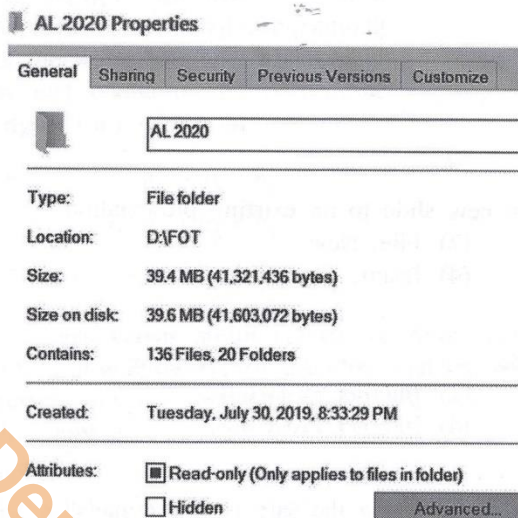 AL 2020 Properties
General Sharing Security Previous Versions Customize
AL 2020
Type: File folder
Location: D:\FOT
Size: 39.4 MB (41,321,436 bytes)
Size on disk: 39.6 MB (41,603,072 bytes)
Contains: 136 Files, 20 Folders
Created: Tuesday, July 30, 2019, 8:33:29 PM
Attributes: Read-only (Only applies to files in folder)
Hidden Advanced...